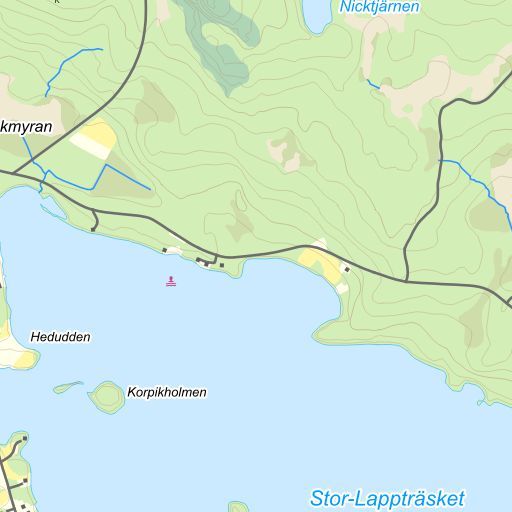 k
Nicktjärnen
kmyran
Hedudden
Korpikholmen
Stor-Lappträsket